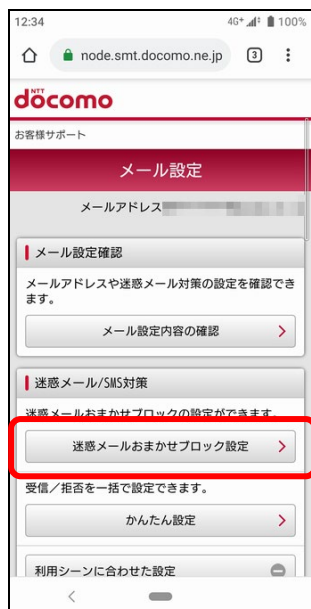 12:34 4G+ 100%
node.smt.docomo.ne.jp 3
NTT
döcomo
お客様サポート
メール設定
メールアドレス
メール設定確認
メールアドレスや迷惑メール対策の設定を確認でき
ます。
メール設定内容の確認
迷惑メール/SMS対策
迷惑メールおまかせブロックの設定ができます。
迷惑メールおまかせブロック設定
受信／拒否を一括で設定できます。
かんたん設定
利用シーンに合わせた設定